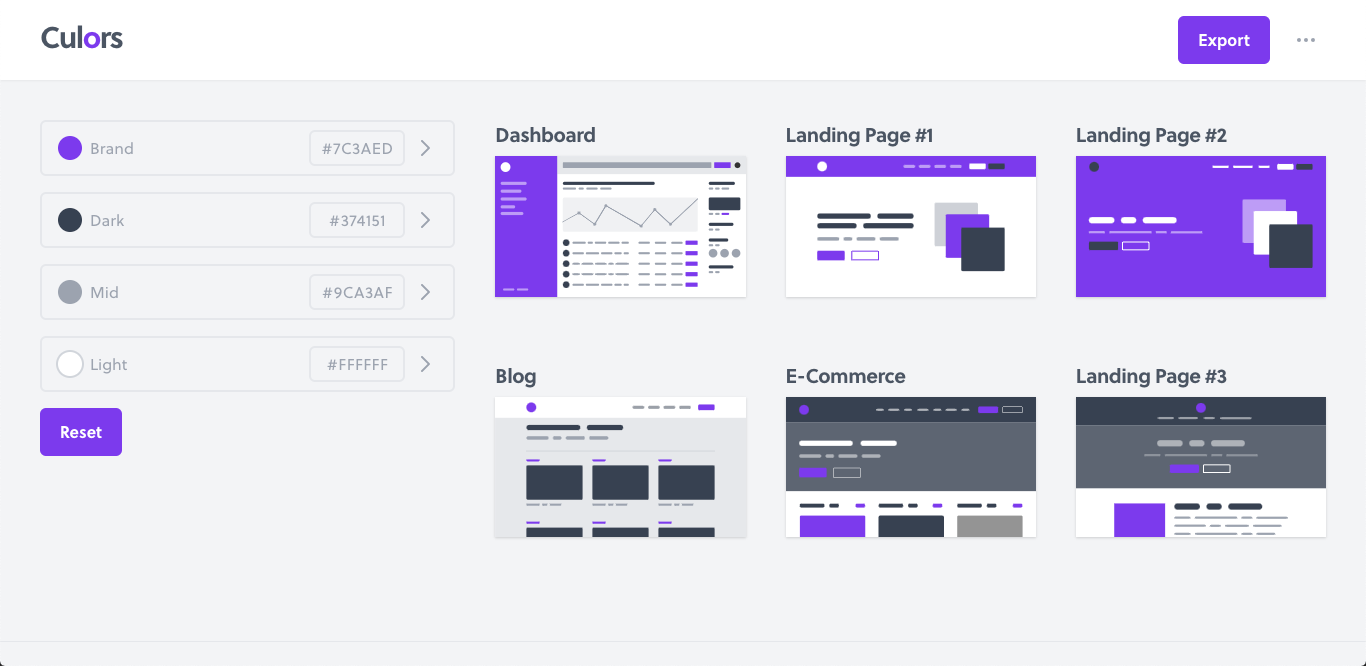 Culors
Export
Brand
#7C3AED
Dark
#374151
Mid
#9CA3AF
Light
#FFFFFF
Reset
Dashboard
Landing Page #1
Landing Page #2
Blog
E-Commerce
Landing Page #3